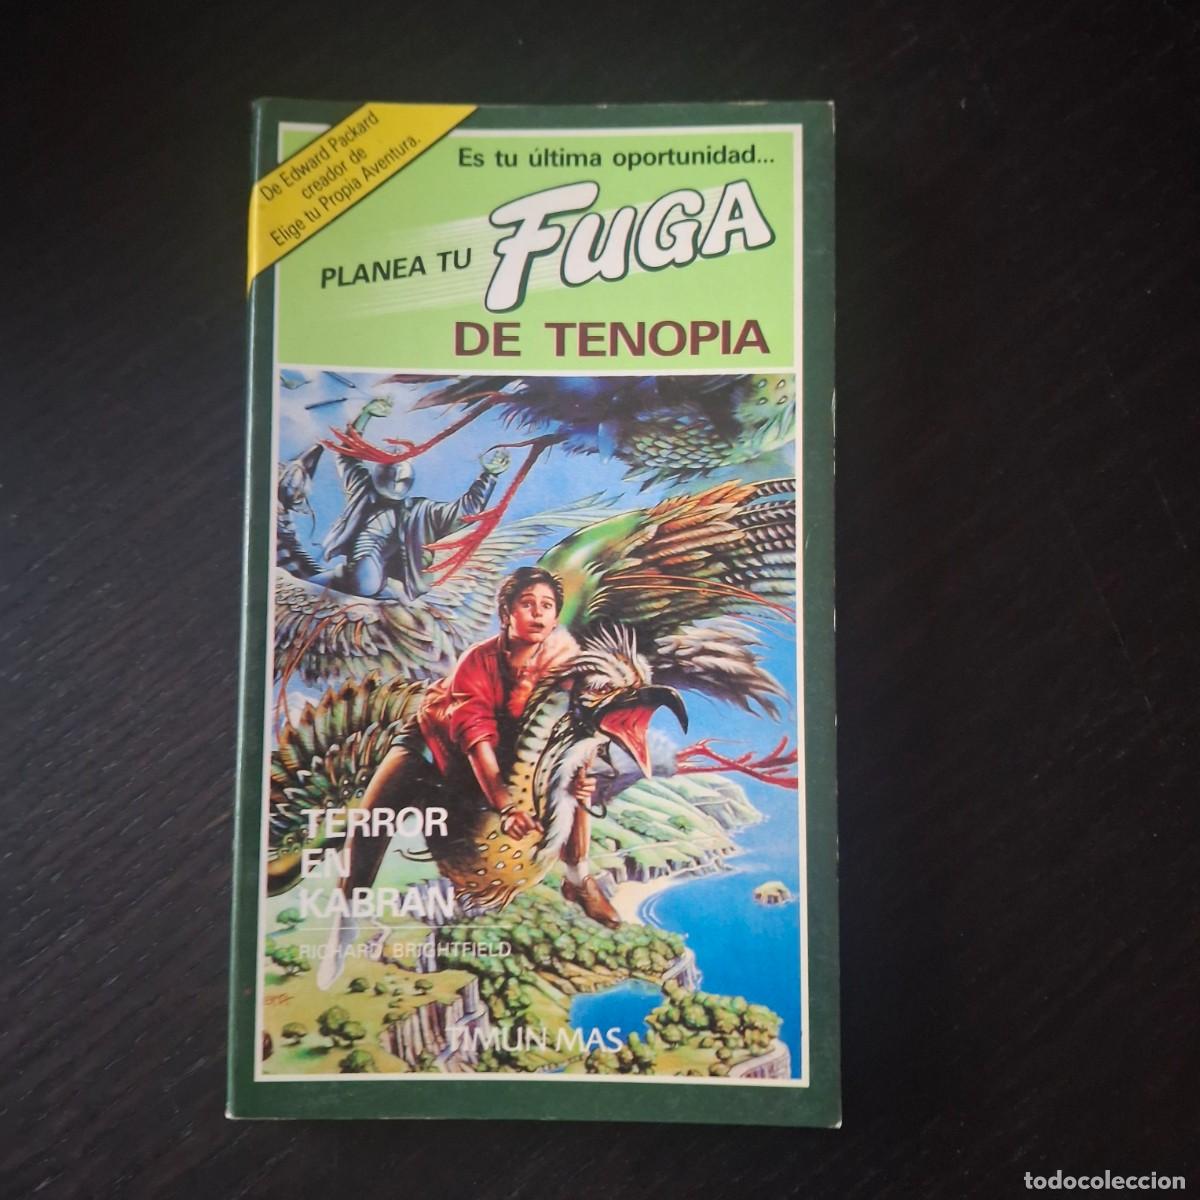 De Edward Packard
creador de
Elige tu Propia Aventura.
Es tu última oportunidad...
PLANEA TU FUGA
DE TENOPIA
TERROR
EN
KABRAN
RICHARD BRIGHTFIELD
TIMUN MAS
todocoleccion